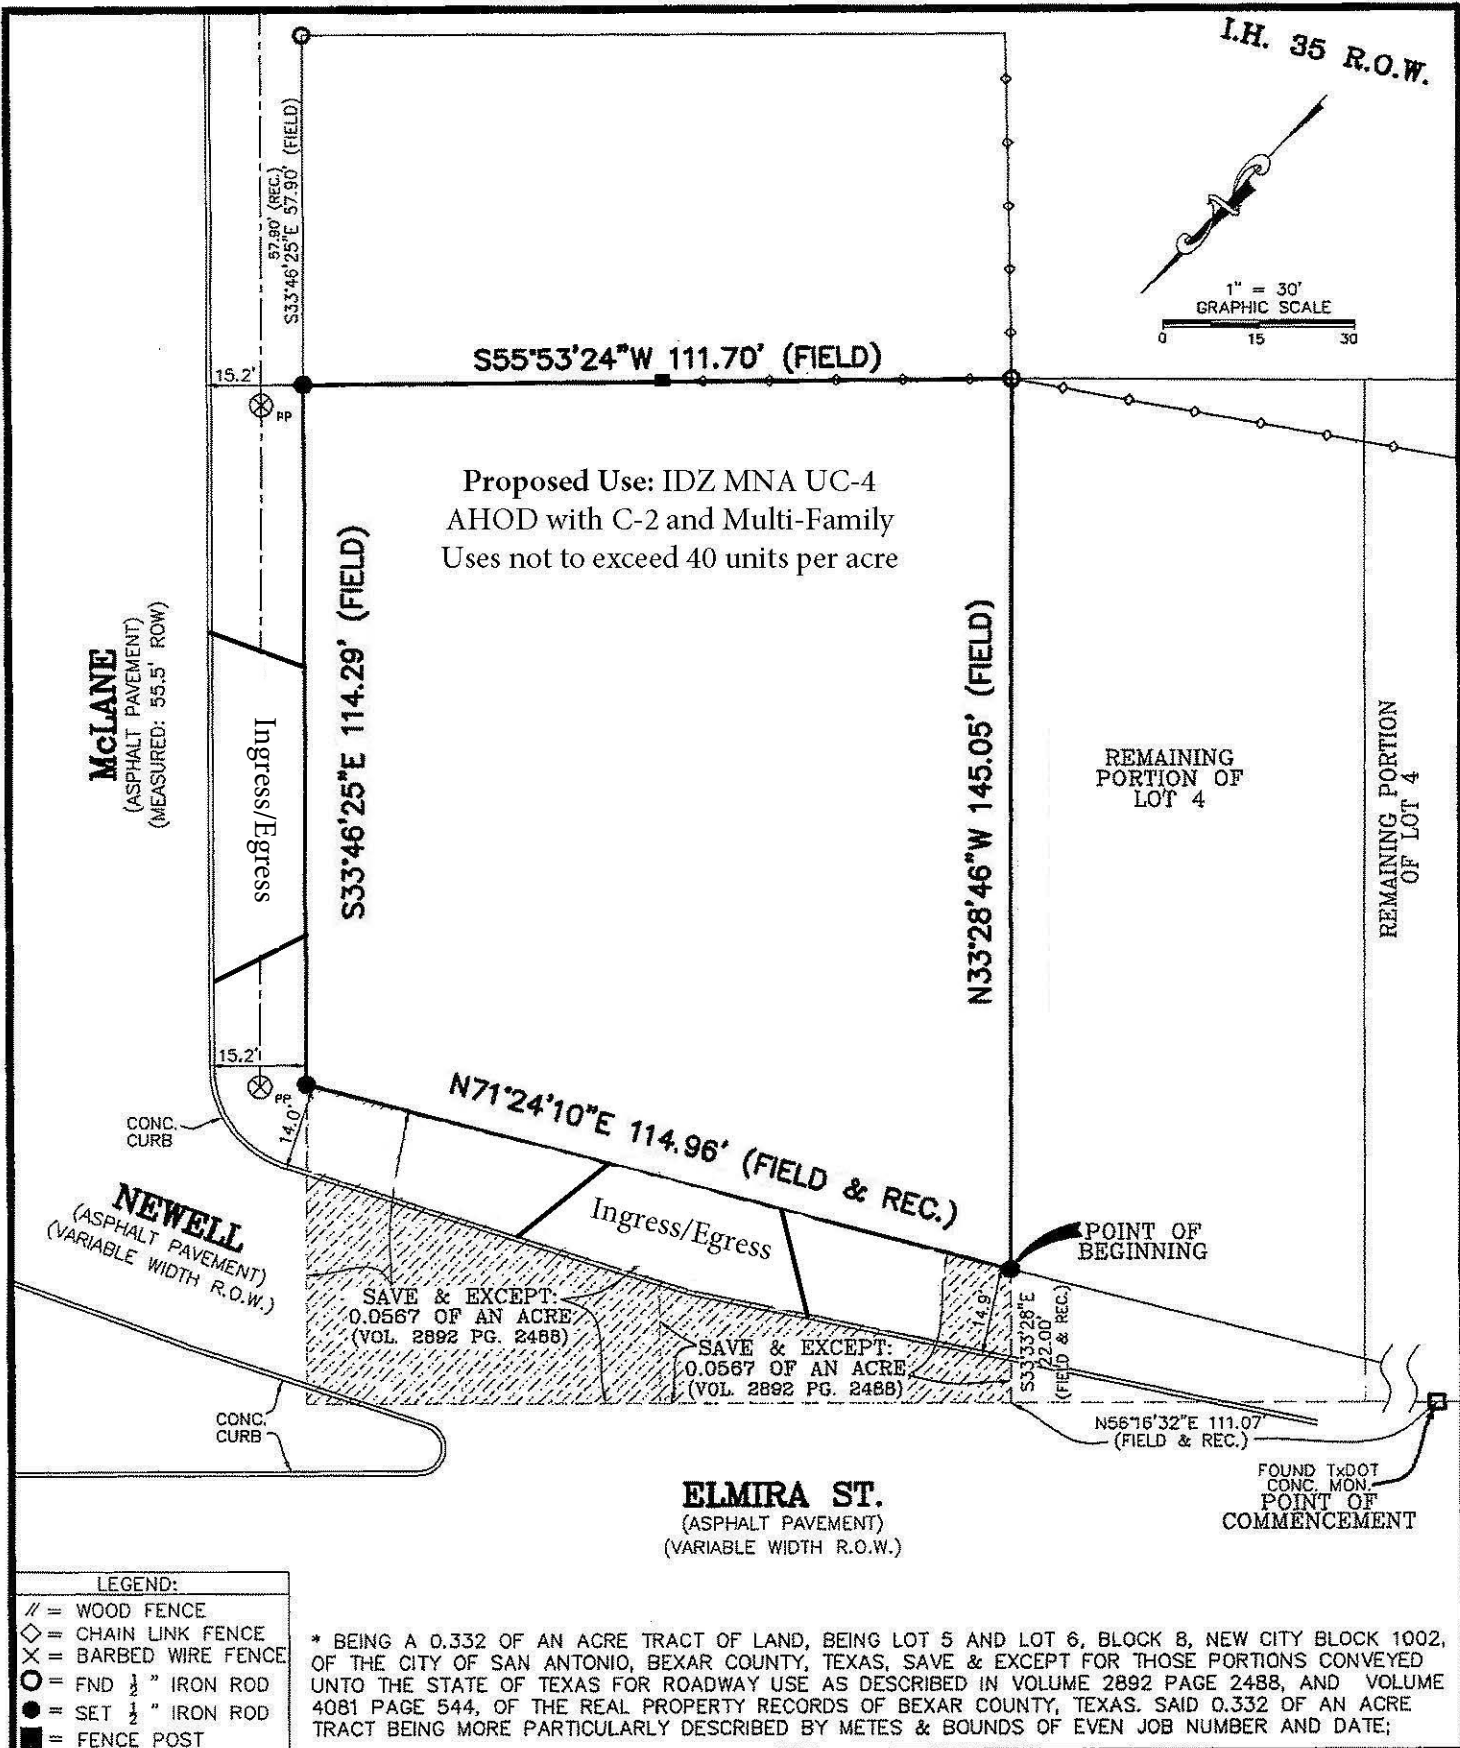 I.H. 35 R.O.W.
57.90' (REC.)
S33°46'25"E 57.90' (FIELD)
1" = 30'
GRAPHIC SCALE
0 15 30
S55°53'24"W 111.70' (FIELD)
15.2'
PP
Proposed Use: IDZ MNA UC-4
AHOD with C-2 and Multi-Family
Uses not to exceed 40 units per acre
McLANE
(ASPHALT PAVEMENT)
(MEASURED: 55.5' ROW)
Ingress/Egress
S33°46'25"E 114.29' (FIELD)
N33°28'46"W 145.05' (FIELD)
REMAINING
PORTION OF
LOT 4
REMAINING PORTION
OF LOT 4
15.2'
PP
14.0'
CONC.
CURB
N71°24'10"E 114.96' (FIELD & REC.)
NEWELL
(ASPHALT PAVEMENT)
(VARIABLE WIDTH R.O.W.)
Ingress/Egress
POINT OF
BEGINNING
SAVE & EXCEPT:
0.0567 OF AN ACRE
(VOL. 2892 PG. 2488)
SAVE & EXCEPT:
0.0567 OF AN ACRE
(VOL. 2892 PG. 2488)
14.9'
S33°33'28"E
22.00'
(FIELD & REC.)
N56°16'32"E 111.07'
(FIELD & REC.)
CONC.
CURB
FOUND TxDOT
CONC. MON.
POINT OF
COMMENCEMENT
ELMIRA ST.
(ASPHALT PAVEMENT)
(VARIABLE WIDTH R.O.W.)
LEGEND:
// = WOOD FENCE
◇ = CHAIN LINK FENCE
X = BARBED WIRE FENCE
O = FND ½ " IRON ROD
● = SET ½ " IRON ROD
■ = FENCE POST
* BEING A 0.332 OF AN ACRE TRACT OF LAND, BEING LOT 5 AND LOT 6, BLOCK 8, NEW CITY BLOCK 1002,
OF THE CITY OF SAN ANTONIO, BEXAR COUNTY, TEXAS, SAVE & EXCEPT FOR THOSE PORTIONS CONVEYED
UNTO THE STATE OF TEXAS FOR ROADWAY USE AS DESCRIBED IN VOLUME 2892 PAGE 2488, AND VOLUME
4081 PAGE 544, OF THE REAL PROPERTY RECORDS OF BEXAR COUNTY, TEXAS. SAID 0.332 OF AN ACRE
TRACT BEING MORE PARTICULARLY DESCRIBED BY METES & BOUNDS OF EVEN JOB NUMBER AND DATE;